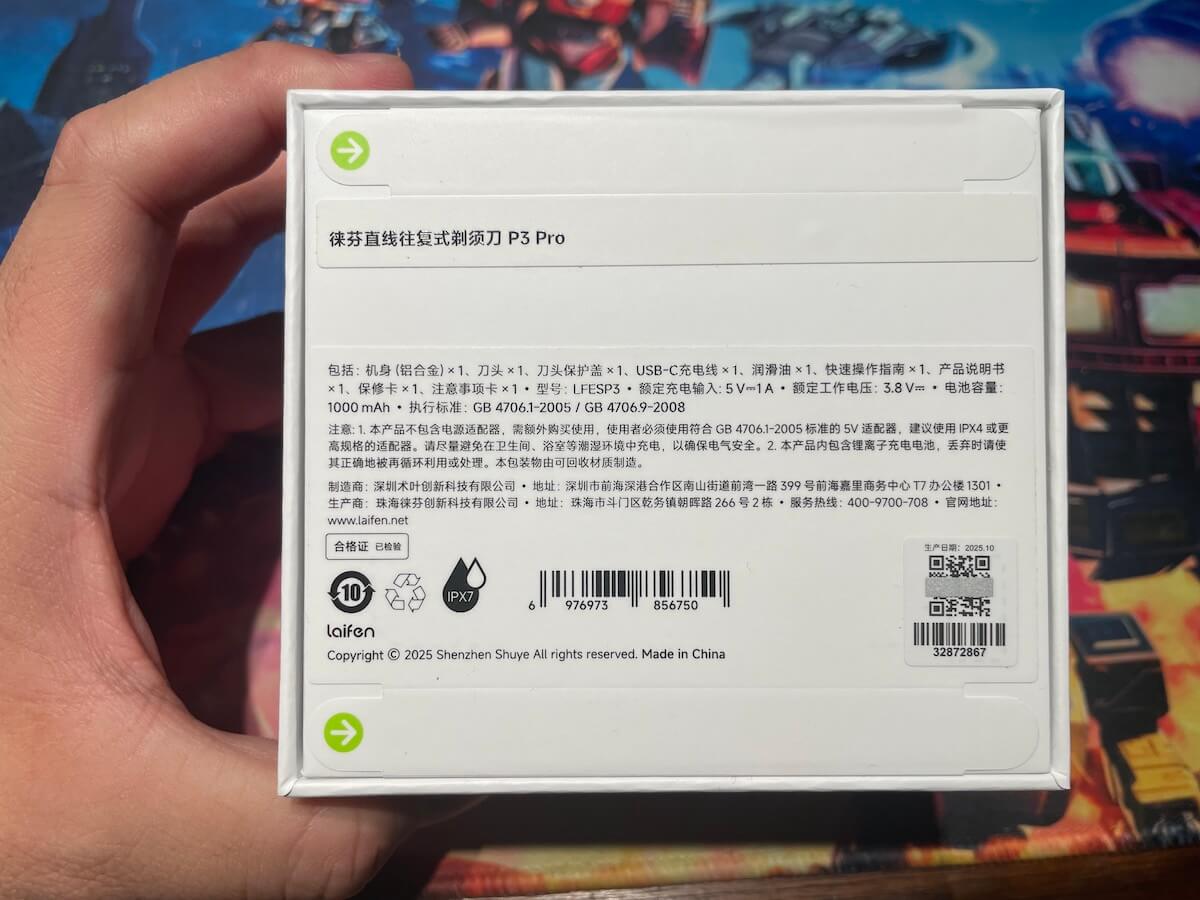 徕芬直线往复式剃须刀 P3 Pro
包括: 机身 (铝合金) × 1、刀头 × 1、刀头保护盖 × 1、USB-C充电线 × 1、润滑油 × 1、快速操作指南 × 1、产品说明书
× 1、保修卡 × 1、注意事项卡 × 1 • 型号: LFESP3 • 额定充电输入: 5 V⎓1 A • 额定工作电压: 3.8 V⎓ • 电池容量:
1000 mAh • 执行标准: GB 4706.1-2005 / GB 4706.9-2008
注意: 1. 本产品不包含电源适配器，需额外购买使用，使用者必须使用符合 GB 4706.1-2005 标准的 5V 适配器，建议使用 IPX4 或更
高规格的适配器。请尽量避免在卫生间、浴室等潮湿环境中充电，以确保电气安全。2. 本产品内包含锂离子充电电池，丢弃时请使
其正确地被再循环利用或处理。本包装物由可回收材质制造。
制造商: 深圳术叶创新科技有限公司 • 地址: 深圳市前海深港合作区南山街道前湾一路 399 号前海嘉里商务中心 T7 办公楼 1301 •
生产商: 珠海徕芬创新科技有限公司 • 地址: 珠海市斗门区乾务镇朝晖路 266 号 2 栋 • 服务热线: 400-9700-708 • 官网地址:
www.laifen.net
合格证 已检验
生产日期: 2025.10
10
IPX7
6 976973 856750
32872867
laifen
Copyright © 2025 Shenzhen Shuye All rights reserved. Made in China